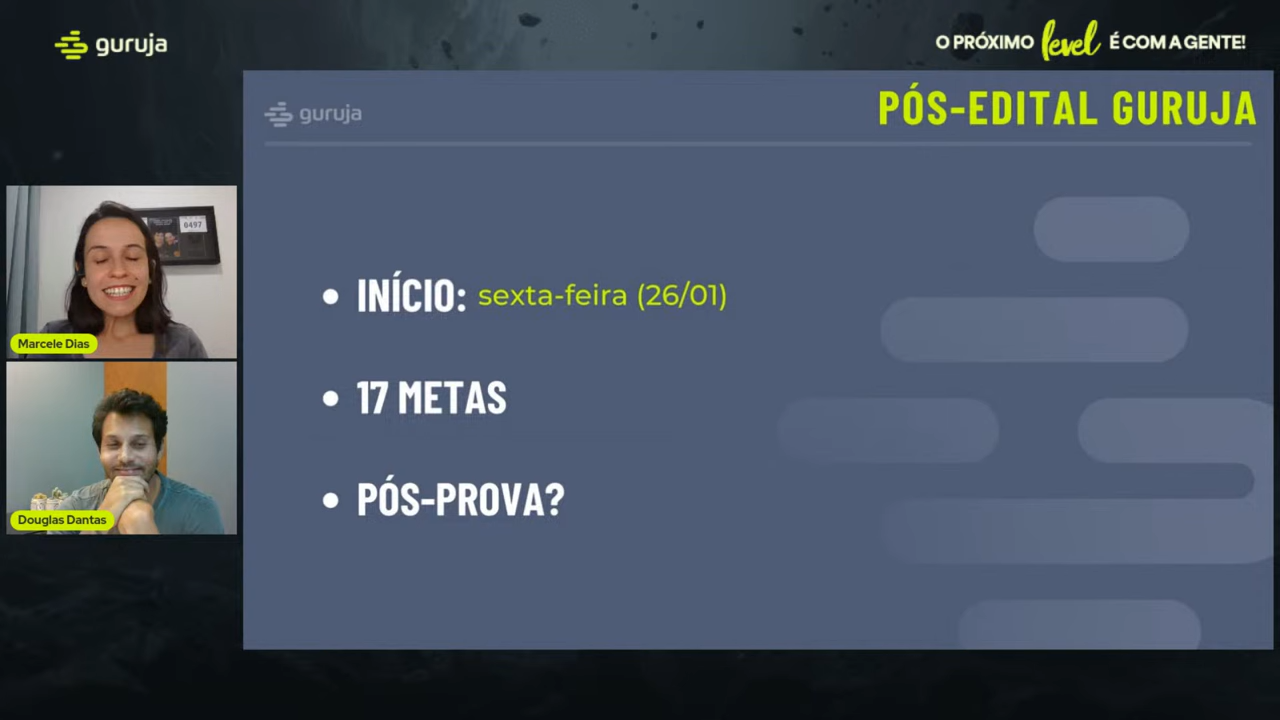 guruja
O PRÓXIMO level É COM A GENTE!
guruja
PÓS-EDITAL GURUJA
0497
Marcele Dias
Douglas Dantas
• INÍCIO: sexta-feira (26/01)
• 17 METAS
• PÓS-PROVA?